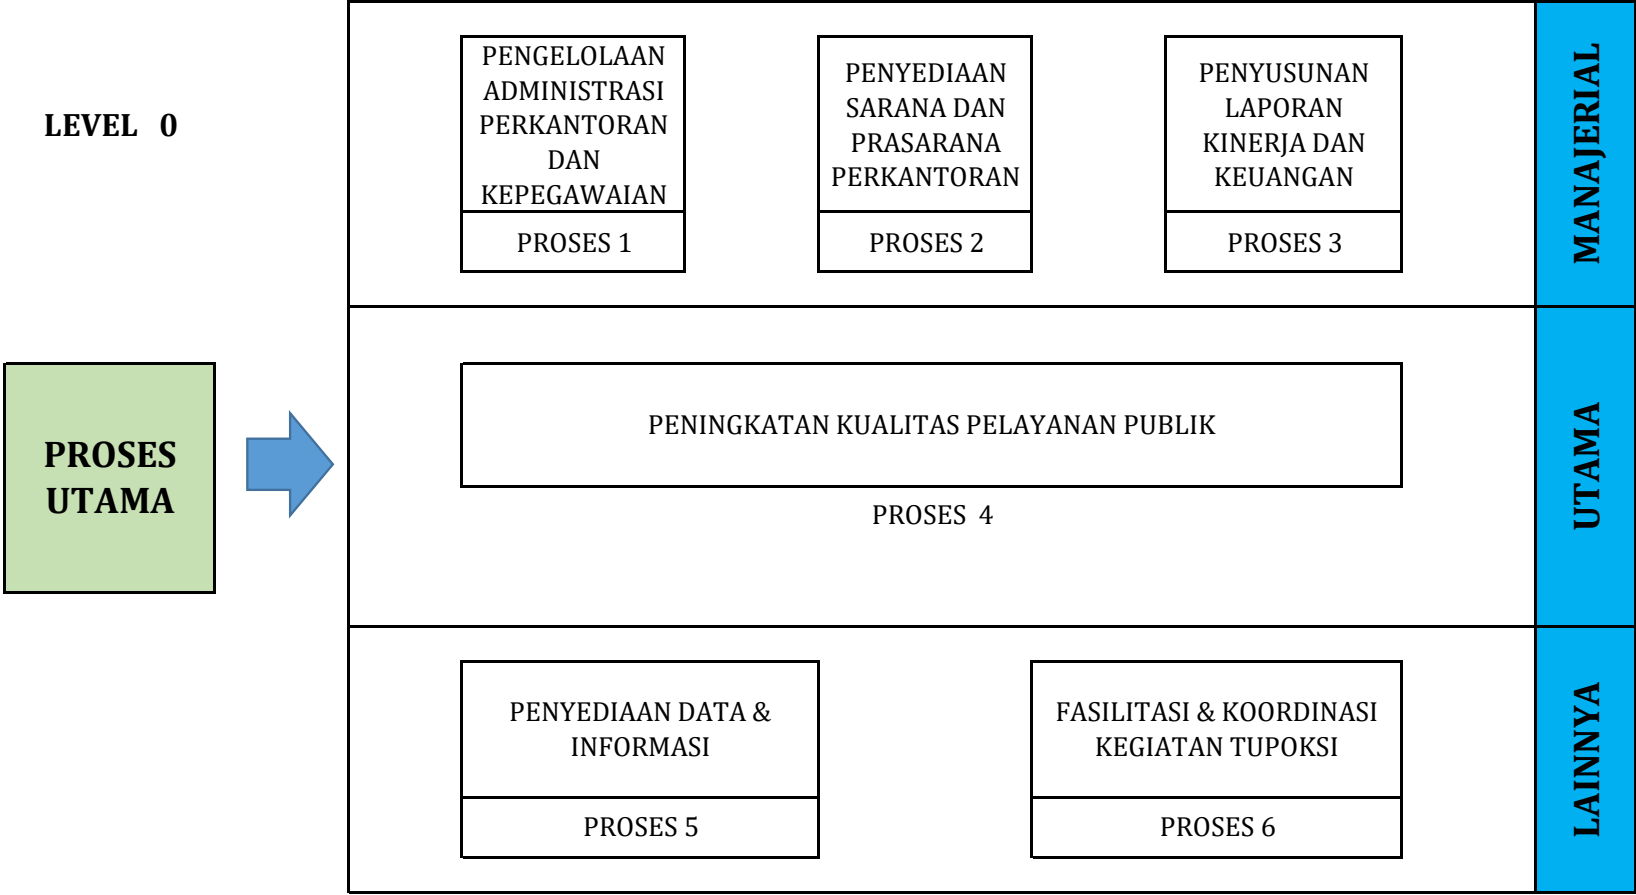 LEVEL 0
PENGELOLAAN
ADMINISTRASI
PERKANTORAN
DAN
KEPEGAWAIAN
PROSES 1
PENYEDIAAN
SARANA DAN
PRASARANA
PERKANTORAN
PROSES 2
PENYUSUNAN
LAPORAN
KINERJA DAN
KEUANGAN
PROSES 3
MANAJERIAL
PROSES
UTAMA
PENINGKATAN KUALITAS PELAYANAN PUBLIK
PROSES 4
UTAMA
PENYEDIAAN DATA &
INFORMASI
PROSES 5
FASILITASI & KOORDINASI
KEGIATAN TUPOKSI
PROSES 6
LAINNYA